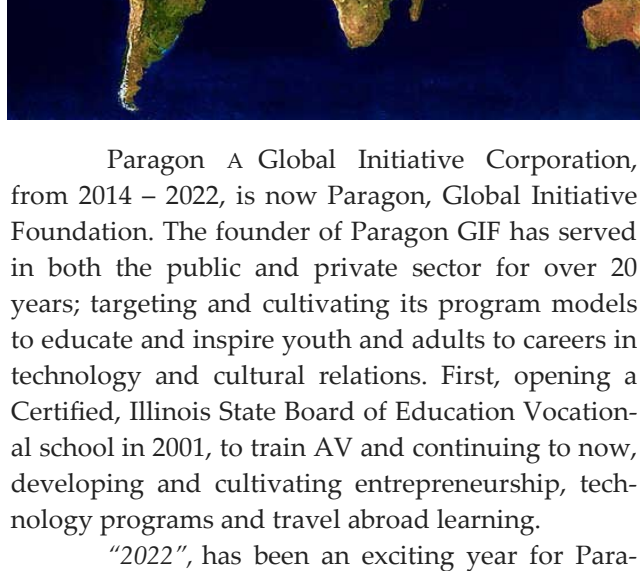 Paragon A Global Initiative Corporation,
from 2014 – 2022, is now Paragon, Global Initiative
Foundation. The founder of Paragon GIF has served
in both the public and private sector for over 20
years; targeting and cultivating its program models
to educate and inspire youth and adults to careers in
technology and cultural relations. First, opening a
Certified, Illinois State Board of Education Vocation-
al school in 2001, to train AV and continuing to now,
developing and cultivating entrepreneurship, tech-
nology programs and travel abroad learning.
“2022”, has been an exciting year for Para-